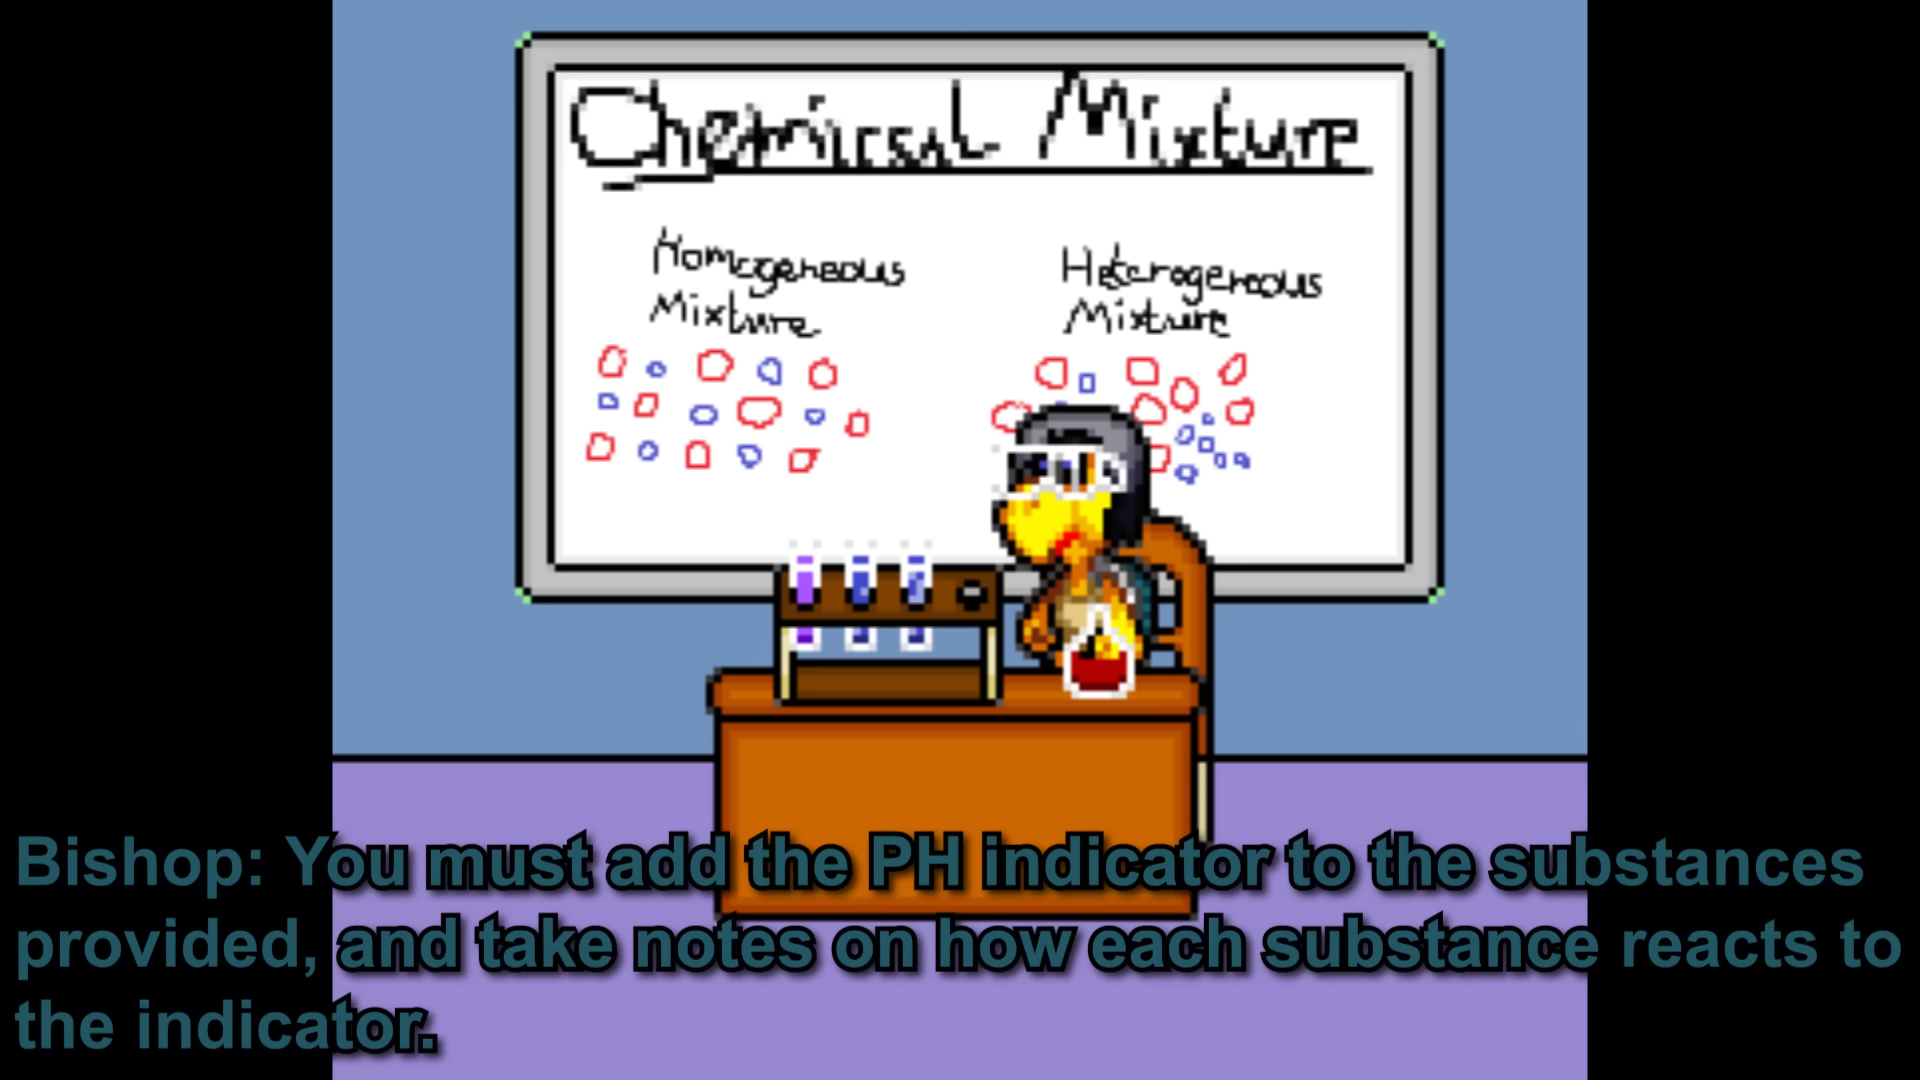 Chemical Mixture
Homogeneous Heterogeneous
Mixture Mixture
Bishop: You must add the PH indicator to the substances
provided, and take notes on how each substance reacts to
the indicator.